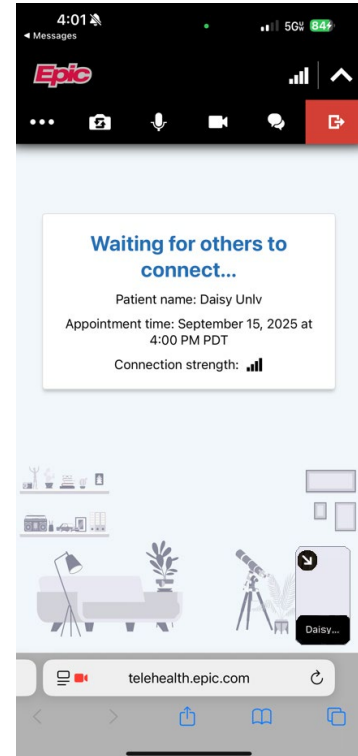 4:01
5G
84
Messages
Epic
Waiting for others to
connect...
Patient name: Daisy Unlv
Appointment time: September 15, 2025 at
4:00 PM PDT
Connection strength:
Daisy...
telehealth.epic.com